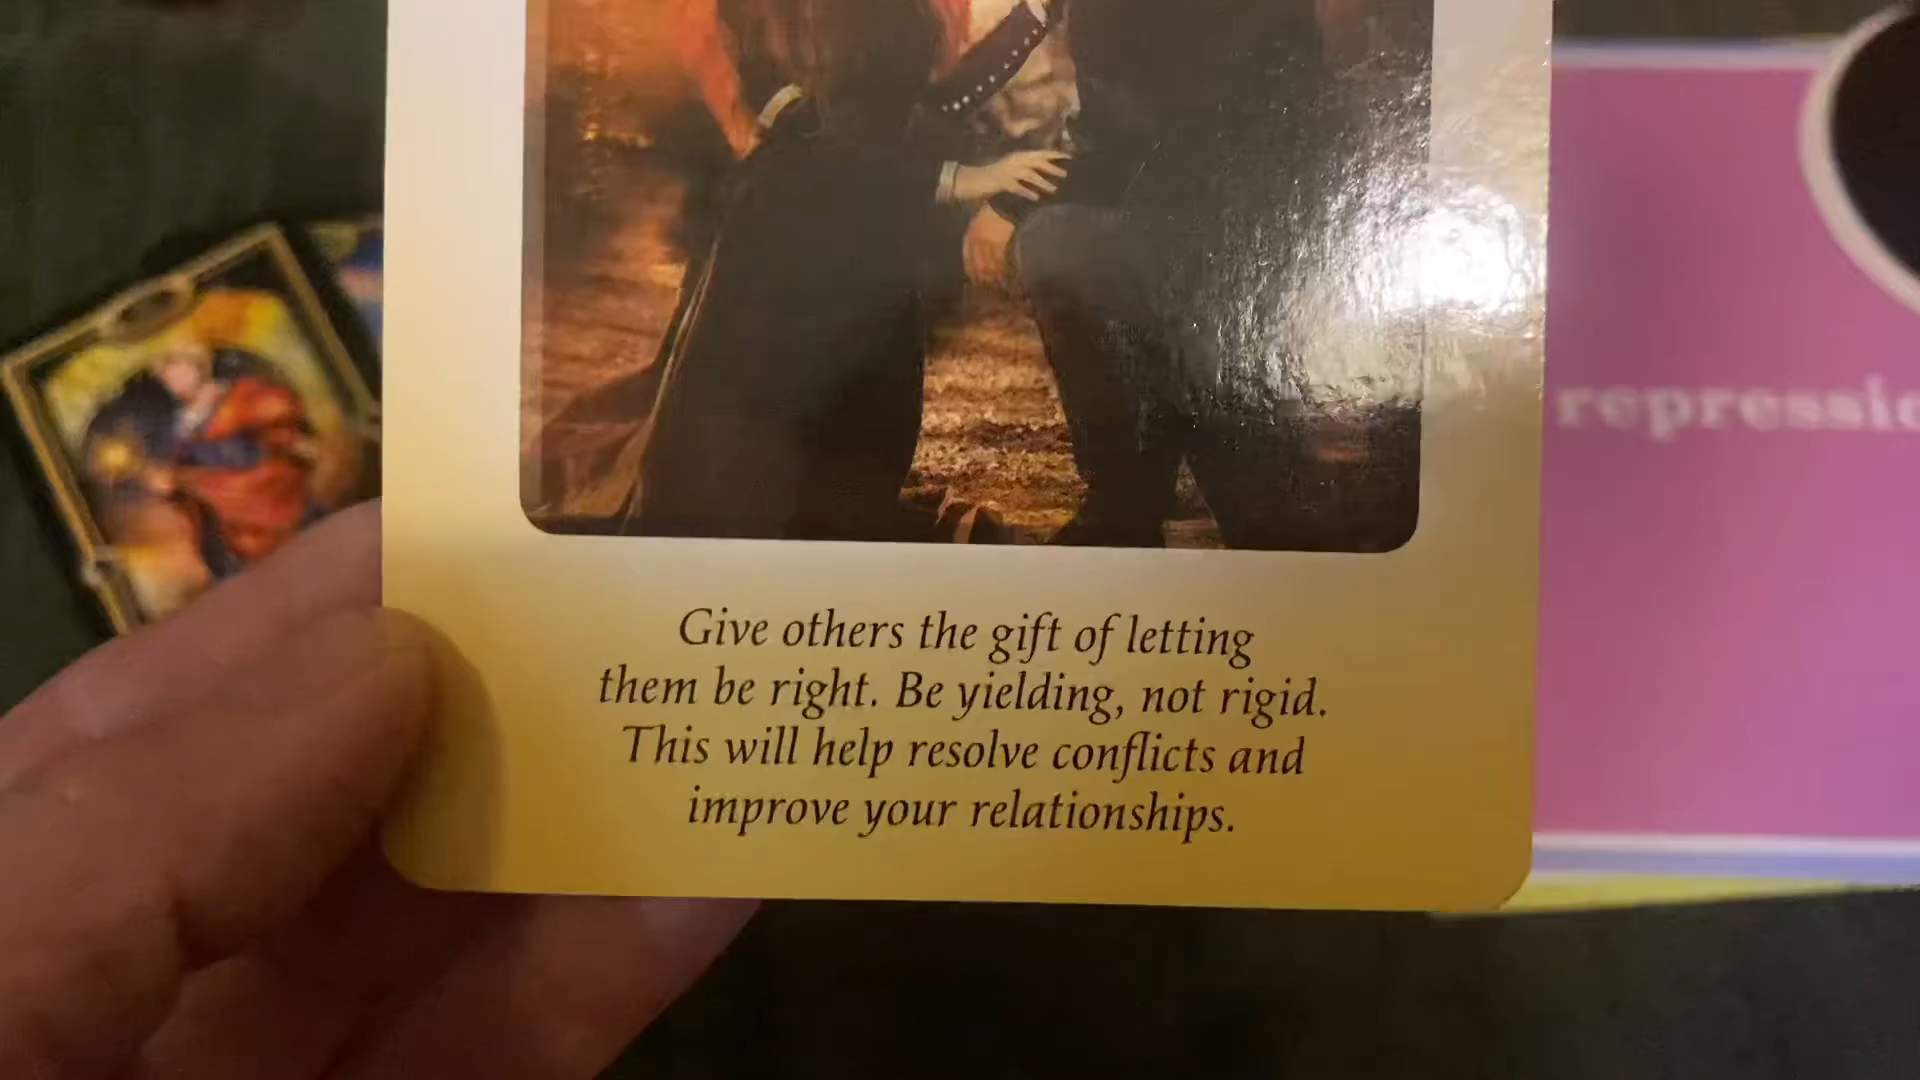 Give others the gift of letting
them be right. Be yielding, not rigid.
This will help resolve conflicts and
improve your relationships.